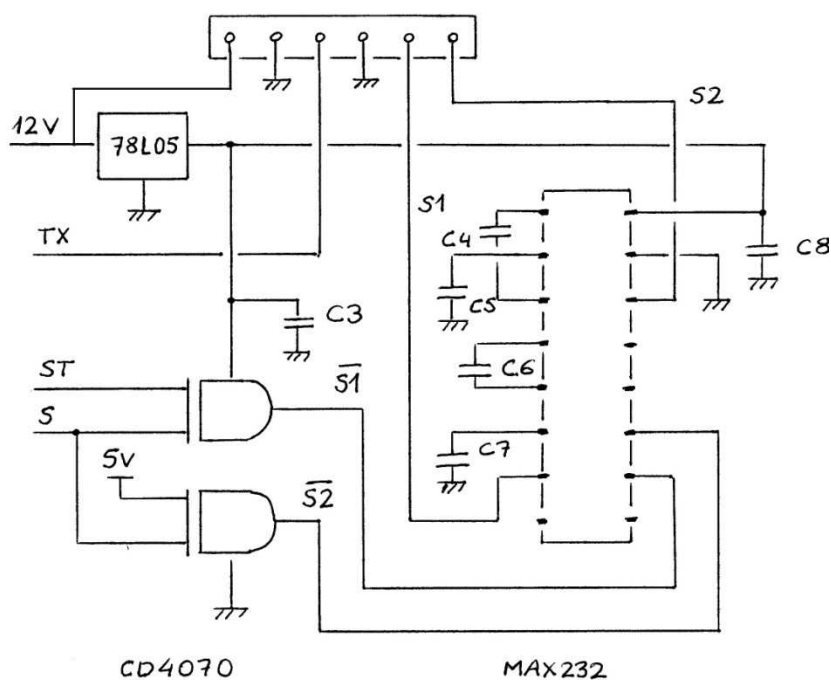 S2
12V
78L05
S1
TX
C4
C8
C5
C3
ST
S̅1̅
C6
S
5V
C7
S̅2̅
CD4070
MAX232